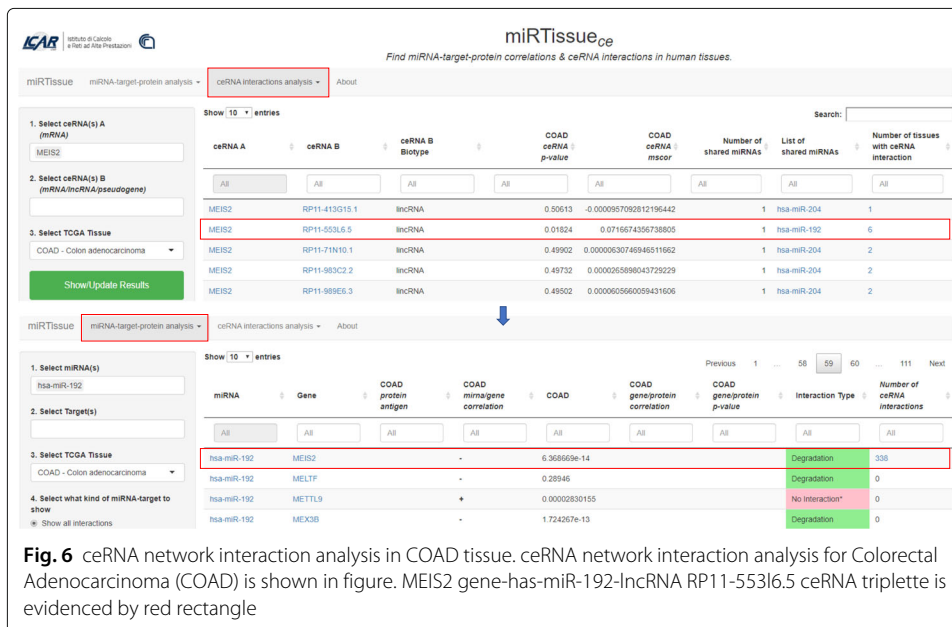 ICAR Istituto di Calcolo e Reti ad Alte Prestazioni
miRTissue_ce
Find miRNA-target-protein correlations & ceRNA interactions in human tissues.
miRTissue miRNA-target-protein analysis ceRNA interactions analysis About
1. Select ceRNA(s) A
(mRNA)
MEIS2
2. Select ceRNA(s) B
(mRNA/lncRNA/pseudogene)
3. Select TCGA Tissue
COAD - Colon adenocarcinoma
Show/Update Results
Show 10 entries
Search:
ceRNA A ceRNA B ceRNA B Biotype COAD ceRNA p-value COAD ceRNA mscor Number of shared miRNAs List of shared miRNAs Number of tissues with ceRNA interaction
All All All All All All All All
MEIS2 RP11-413G15.1 lincRNA 0.50613 -0.0000957092812196442 1 hsa-miR-204 1
MEIS2 RP11-553L6.5 lincRNA 0.01824 0.0716674356738805 1 hsa-miR-192 6
MEIS2 RP11-71N10.1 lincRNA 0.49902 0.00000630746946511662 1 hsa-miR-204 2
MEIS2 RP11-983C2.2 lincRNA 0.49732 0.0000265898043729229 1 hsa-miR-204 2
MEIS2 RP11-989E6.3 lincRNA 0.49502 0.0000605660059431606 1 hsa-miR-204 2
miRTissue miRNA-target-protein analysis ceRNA interactions analysis About
1. Select miRNA(s)
hsa-miR-192
2. Select Target(s)
3. Select TCGA Tissue
COAD - Colon adenocarcinoma
4. Select what kind of miRNA-target to
show
Show all interactions
Show 10 entries
Previous 1 ... 58 59 60 ... 111 Next
miRNA Gene COAD protein antigen COAD mirna/gene correlation COAD COAD gene/protein correlation COAD gene/protein p-value Interaction Type Number of ceRNA interactions
All All All All All All All All All
hsa-miR-192 MEIS2 - 6.368669e-14 Degradation 338
hsa-miR-192 MELTF - 0.28946 Degradation 0
hsa-miR-192 METTL9 + 0.00002830155 No Interaction* 0
hsa-miR-192 MEX3B - 1.724267e-13 Degradation 0
Fig. 6 ceRNA network interaction analysis in COAD tissue. ceRNA network interaction analysis for Colorectal
Adenocarcinoma (COAD) is shown in figure. MEIS2 gene-has-miR-192-lncRNA RP11-553I6.5 ceRNA triplette is
evidenced by red rectangle